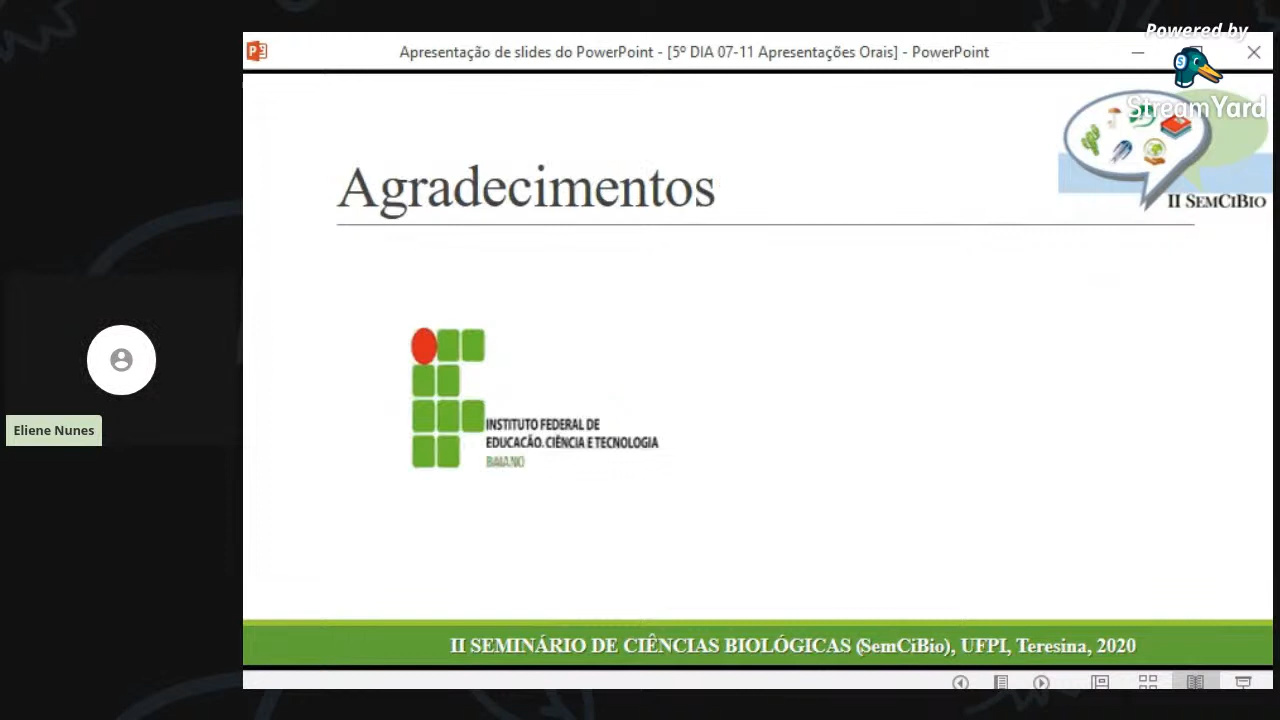 Powered by
StreamYard
Apresentação de slides do PowerPoint - [5º DIA 07-11 Apresentações Orais] - PowerPoint
II SEMCIBIO
Agradecimentos
INSTITUTO FEDERAL DE
EDUCACÃO, CIÊNCIA E TECNOLOGIA
BAIANO
Eliene Nunes
II SEMINÁRIO DE CIÊNCIAS BIOLÓGICAS (SemCiBio), UFPI, Teresina, 2020